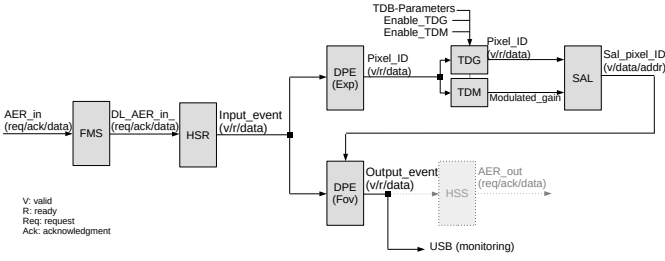 TDB-Parameters
Enable_TDG
Enable_TDM
Pixel_ID
(v/r/data)
Pixel_ID
(v/r/data)
Sal_pixel_ID
(v/data/addr)
DPE
(Exp)
TDG
TDM
Modulated_gain
SAL
AER_in
(req/ack/data)
FMS
DL_AER_in_
(req/ack/data)
HSR
Input_event
(v/r/data)
DPE
(Fov)
Output_event
(v/r/data)
HSS
AER_out
(req/ack/data)
USB (monitoring)
V: valid
R: ready
Req: request
Ack: acknowledgment